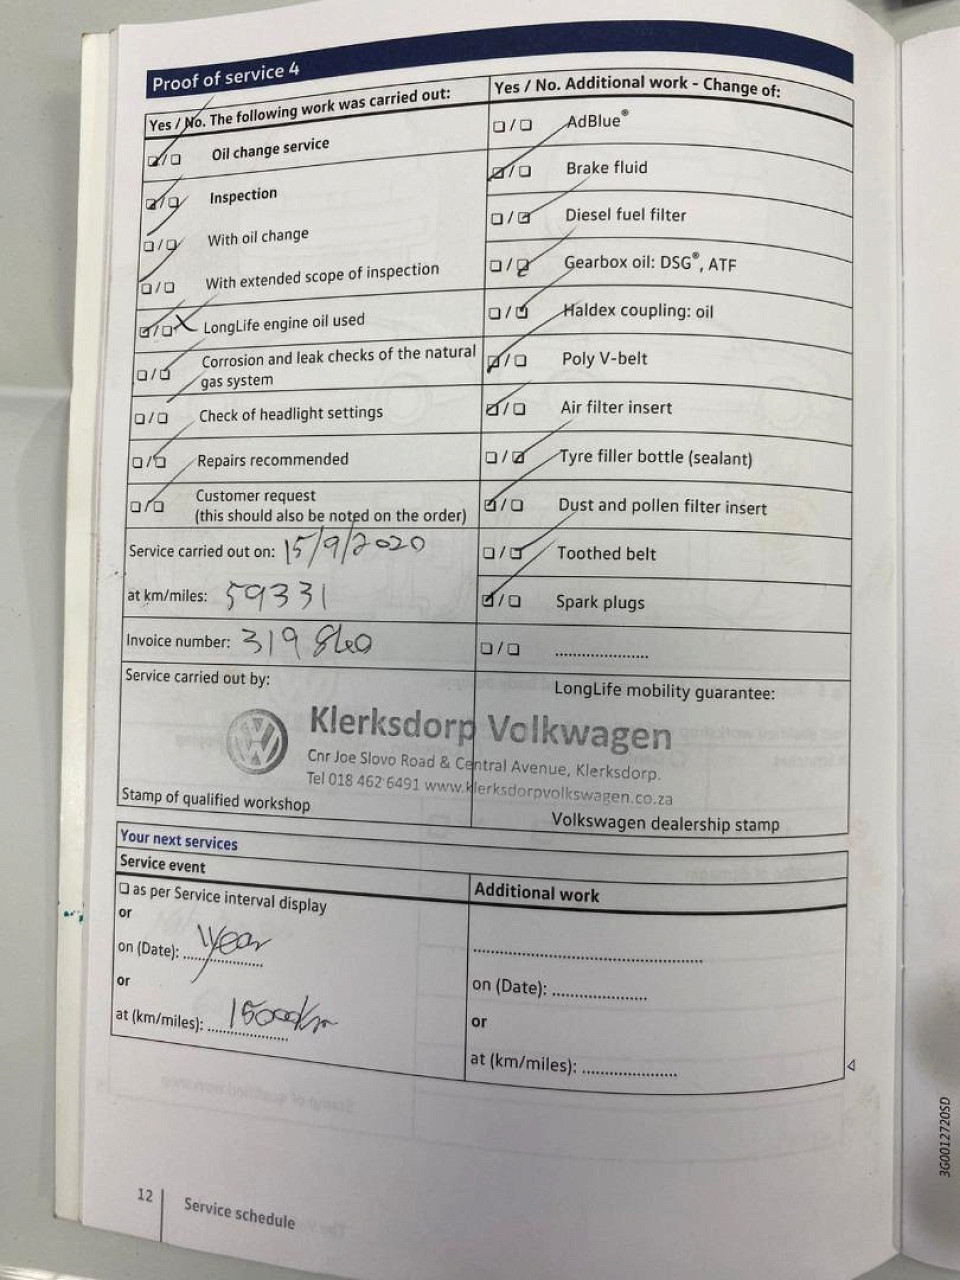 Proof of service 4
Yes / No. The following work was carried out:
☑/☐ Oil change service
☑/☐ Inspection
☐/☑ With oil change
☐/☐ With extended scope of inspection
☑/☐ X LongLife engine oil used
☐/☑ Corrosion and leak checks of the natural
gas system
☐/☐ Check of headlight settings
☐/☑ Repairs recommended
☐/☑ Customer request
(this should also be noted on the order)
Service carried out on: 15/9/2020
at km/miles: 59331
Invoice number: 319860
Yes / No. Additional work - Change of:
☐/☐ AdBlue®
☑/☐ Brake fluid
☐/☑ Diesel fuel filter
☐/☑ Gearbox oil: DSG®, ATF
☐/☑ Haldex coupling: oil
☑/☐ Poly V-belt
☑/☐ Air filter insert
☐/☑ Tyre filler bottle (sealant)
☑/☐ Dust and pollen filter insert
☐/☑ Toothed belt
☑/☐ Spark plugs
☐/☐ ......................
Service carried out by:
LongLife mobility guarantee:
Klerksdorp Volkwagen
Cnr Joe Slovo Road & Central Avenue, Klerksdorp.
Tel 018 462 6491 www.klerksdorpvolkswagen.co.za
Stamp of qualified workshop
Volkswagen dealership stamp
Your next services
Service event
☐ as per Service interval display
or
on (Date): 1year
or
at (km/miles): 15000km
Additional work
......................................................
on (Date): ......................
or
at (km/miles): ......................
12
Service schedule
3G0012720SD